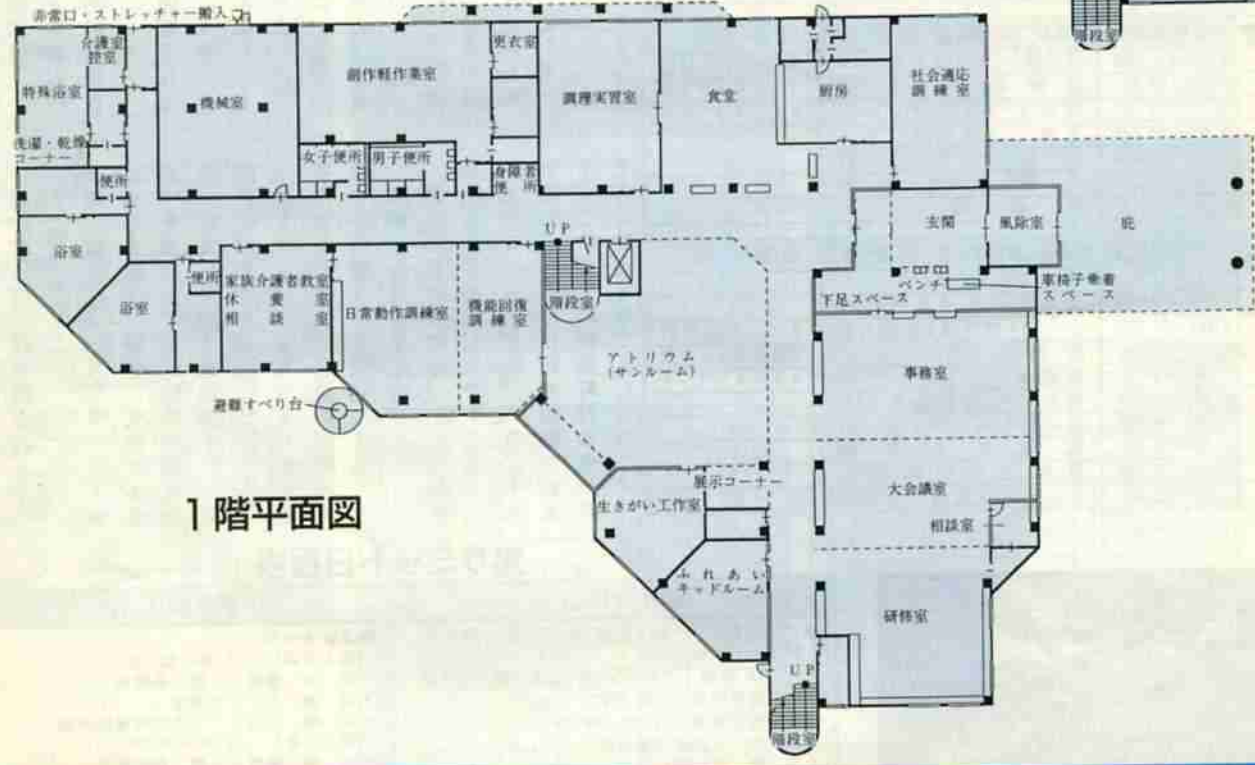 非常口・ストレッチャー搬入口
階段室
介護室
控室
特殊浴室
洗濯・乾燥
コーナー
便所
浴室
浴室
便所
機械室
創作軽作業室
更衣室
女子便所
男子便所
身障者
便所
調理実習室
食堂
厨房
社会適応
訓練室
玄関
風除室
庇
ベンチ
車椅子乗着
スペース
下足スペース
家族介護者教室
休養室
相談室
日常動作訓練室
機能回復
訓練室
UP
階段室
アトリウム
(サンルーム)
避難すべり台
事務室
大会議室
相談室
研修室
展示コーナー
生きがい工作室
ふれあい
キッドルーム
UP
階段室
1階平面図